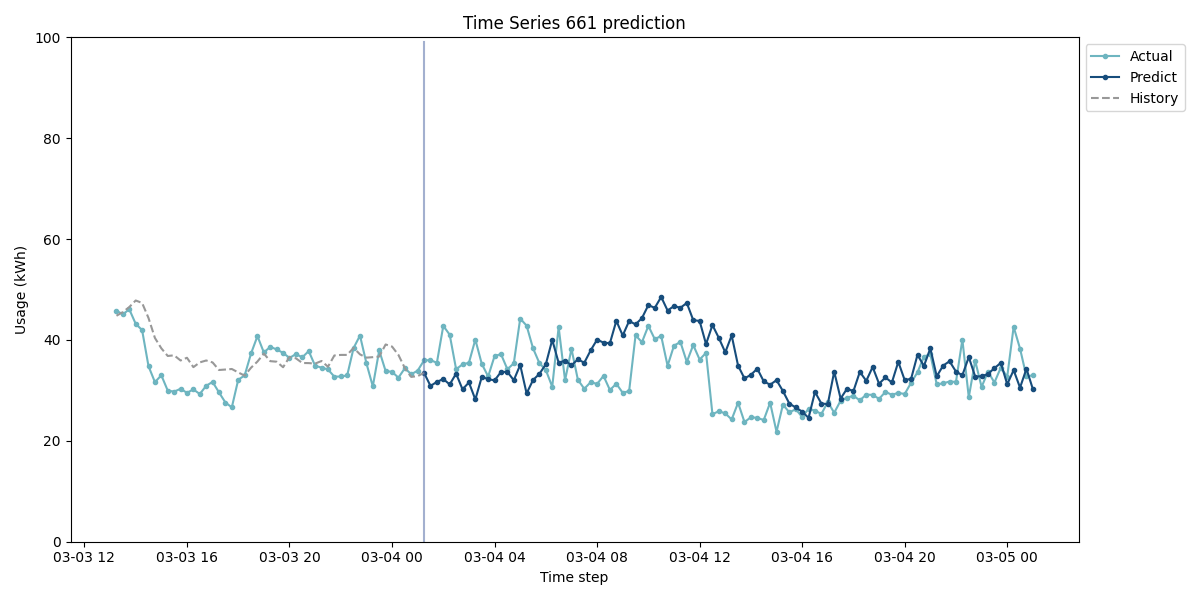 Time Series 661 prediction
Actual
Predict
History
Usage (kWh)
100
80
60
40
20
0
03-03 12
03-03 16
03-03 20
03-04 00
03-04 04
03-04 08
03-04 12
03-04 16
03-04 20
03-05 00
Time step